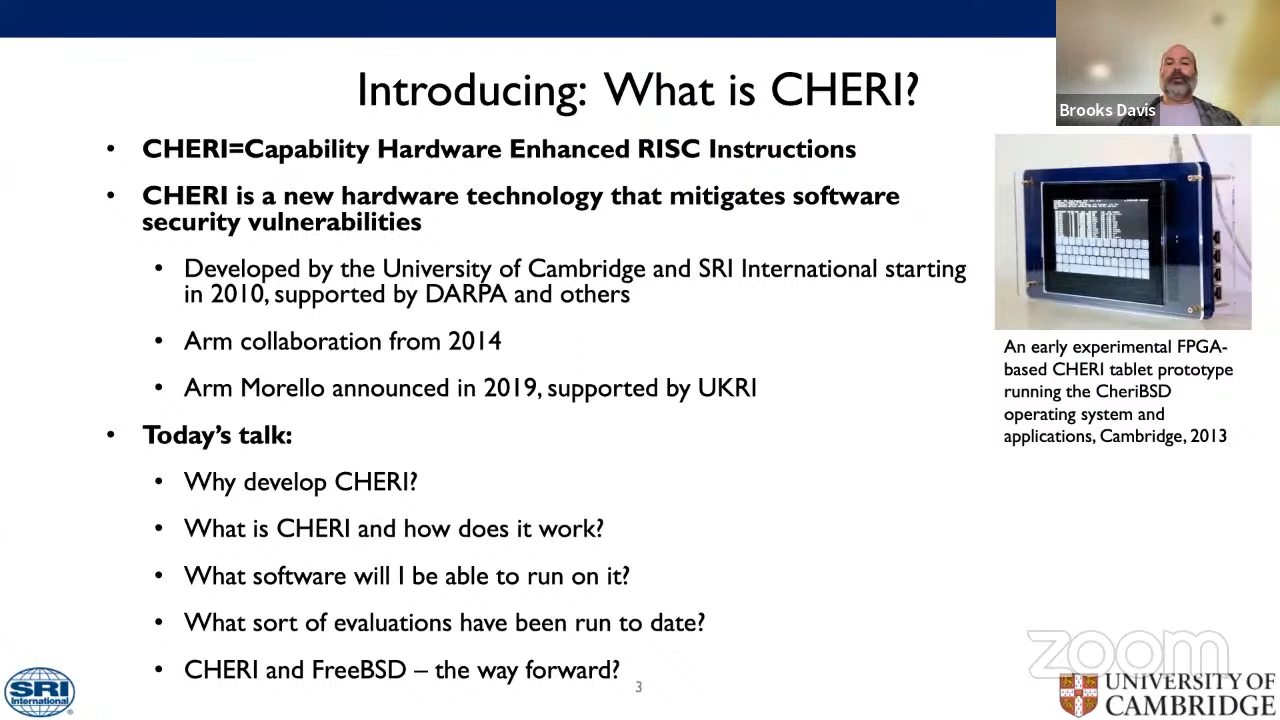 Introducing: What is CHERI?
Brooks Davis
• CHERI=Capability Hardware Enhanced RISC Instructions
• CHERI is a new hardware technology that mitigates software
security vulnerabilities
• Developed by the University of Cambridge and SRI International starting
in 2010, supported by DARPA and others
• Arm collaboration from 2014
• Arm Morello announced in 2019, supported by UKRI
• Today's talk:
• Why develop CHERI?
• What is CHERI and how does it work?
• What software will I be able to run on it?
• What sort of evaluations have been run to date?
• CHERI and FreeBSD – the way forward?
An early experimental FPGA-
based CHERI tablet prototype
running the CheriBSD
operating system and
applications, Cambridge, 2013
SRI
International
®
3
zoom
UNIVERSITY OF
CAMBRIDGE